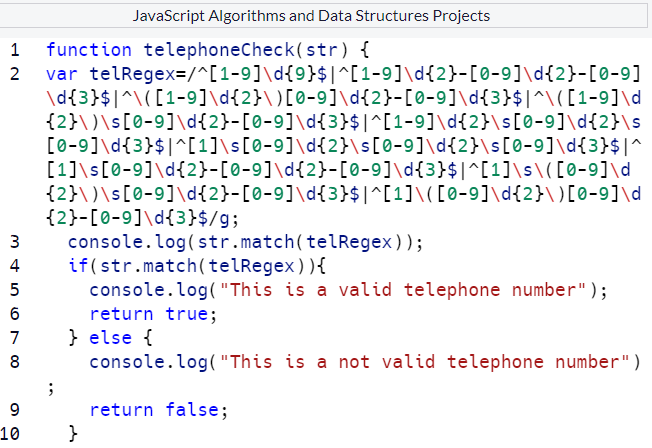 JavaScript Algorithms and Data Structures Projects
1 function telephoneCheck(str) {
2 var telRegex=/^[1-9]\d{9}$|^[1-9]\d{2}-[0-9]\d{2}-[0-9]
\d{3}$|^\([1-9]\d{2}\)[0-9]\d{2}-[0-9]\d{3}$|^\([1-9]\d
{2}\)\s[0-9]\d{2}-[0-9]\d{3}$|^[1-9]\d{2}\s[0-9]\d{2}\s
[0-9]\d{3}$|^[1]\s[0-9]\d{2}\s[0-9]\d{2}\s[0-9]\d{3}$|^
[1]\s[0-9]\d{2}-[0-9]\d{2}-[0-9]\d{3}$|^[1]\s\([0-9]\d
{2}\)\s[0-9]\d{2}-[0-9]\d{3}$|^[1]\([0-9]\d{2}\)[0-9]\d
{2}-[0-9]\d{3}$/g;
3 console.log(str.match(telRegex));
4 if(str.match(telRegex)){
5 console.log("This is a valid telephone number");
6 return true;
7 } else {
8 console.log("This is a not valid telephone number")
;
9 return false;
10 }